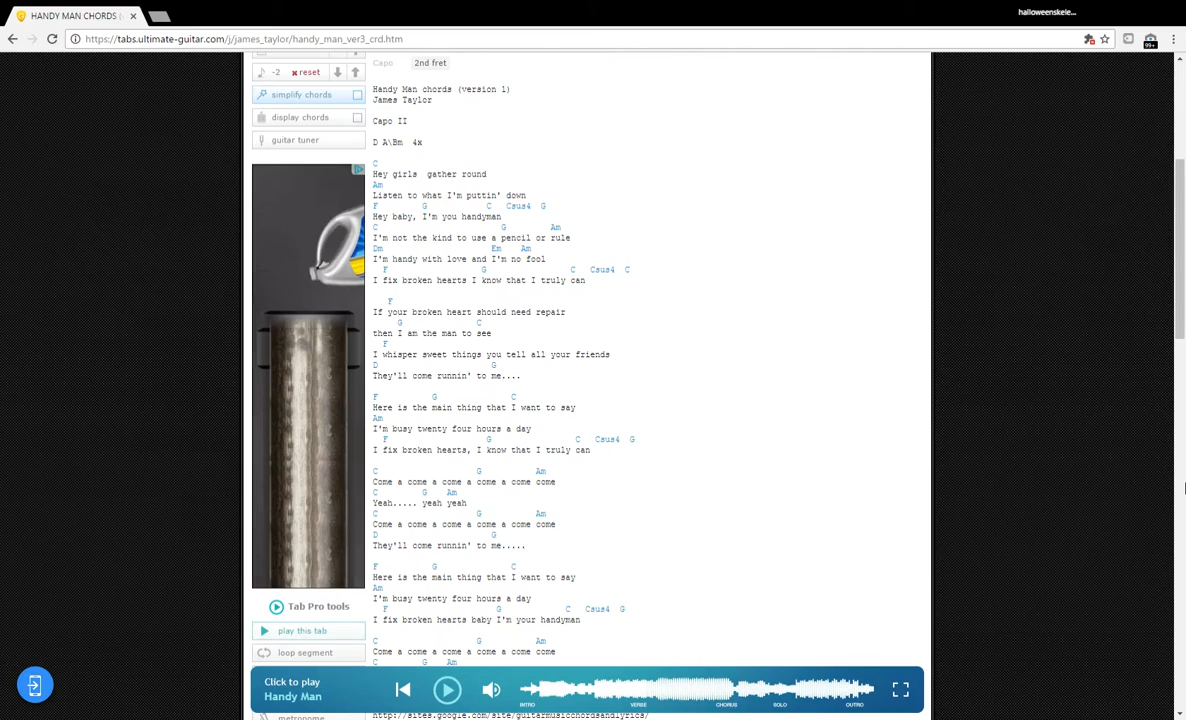 HANDY MAN CHORDS (
halloweenskele...
https://tabs.ultimate-guitar.com/j/james_taylor/handy_man_ver3_crd.htm
99+
-2 reset
Capo 2nd fret
simplify chords
display chords
guitar tuner
Handy Man chords (version 1)
James Taylor
Capo II
D A\Bm 4x
C
Hey girls gather round
Am
Listen to what I'm puttin' down
F G C Csus4 G
Hey baby, I'm you handyman
C G Am
I'm not the kind to use a pencil or rule
Dm Em Am
I'm handy with love and I'm no fool
F G C Csus4 C
I fix broken hearts I know that I truly can
F
If your broken heart should need repair
G C
then I am the man to see
F
I whisper sweet things you tell all your friends
D G
They'll come runnin' to me....
F G C
Here is the main thing that I want to say
Am
I'm busy twenty four hours a day
F G C Csus4 G
I fix broken hearts, I know that I truly can
C G Am
Come a come a come a come a come come
C G Am
Yeah..... yeah yeah
C G Am
Come a come a come a come a come come
D G
They'll come runnin' to me.....
F G C
Here is the main thing that I want to say
Am
I'm busy twenty four hours a day
F G C Csus4 G
I fix broken hearts baby I'm your handyman
C G Am
Come a come a come a come a come come
C G Am
Tab Pro tools
play this tab
loop segment
Click to play
Handy Man
INTRO VERSE CHORUS SOLO OUTRO
metronome
http://sites.google.com/site/guitarmusicchordsandlyrics/